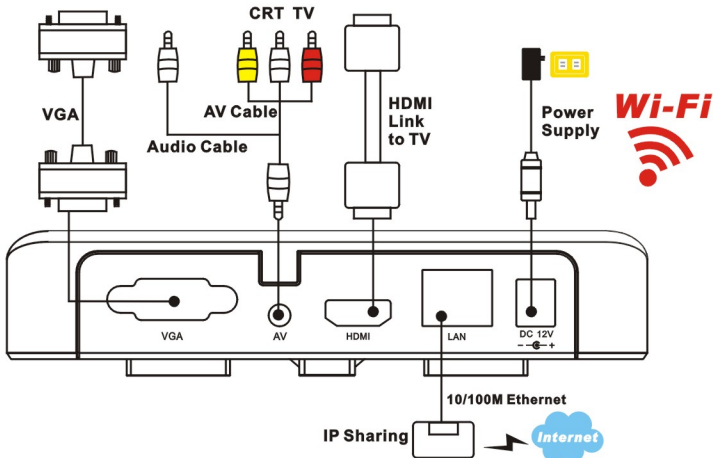 CRT TV
VGA
AV Cable
Audio Cable
HDMI
Link
to TV
Power
Supply
Wi-Fi
VGA
AV
HDMI
LAN
DC 12V
- +
10/100M Ethernet
IP Sharing
Internet